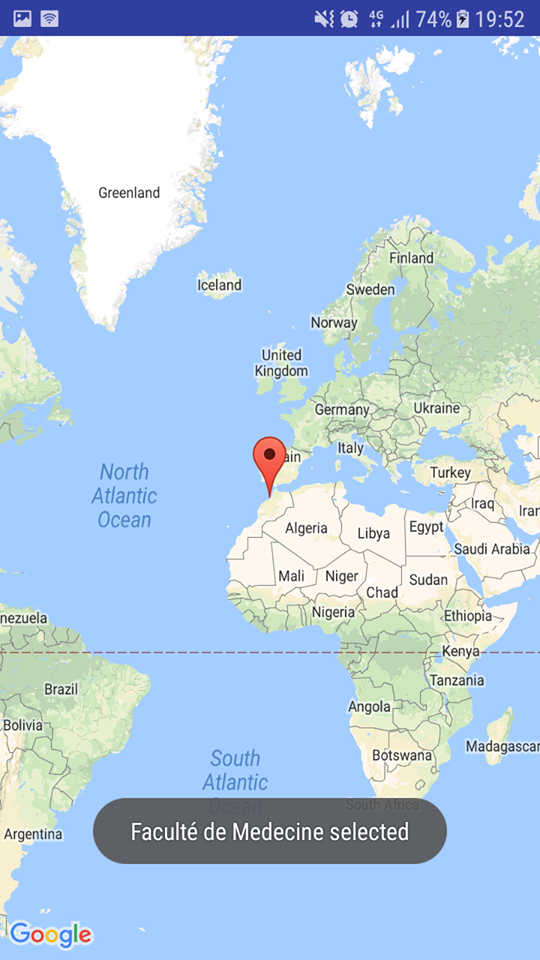 4G 74% 19:52
Greenland
Finland
Iceland
Sweden
Norway
United
Kingdom
Germany
Ukraine
Italy
ain
North
Atlantic
Ocean
Turkey
Iraq
Iran
Algeria
Libya
Egypt
Saudi Arabia
Mali
Niger
Chad
Sudan
Nigeria
Ethiopia
nezuela
Kenya
Brazil
Tanzania
Angola
Bolivia
Madagascar
Botswana
South
Atlantic
Ocean
South Africa
Faculté de Medecine selected
Argentina
Google